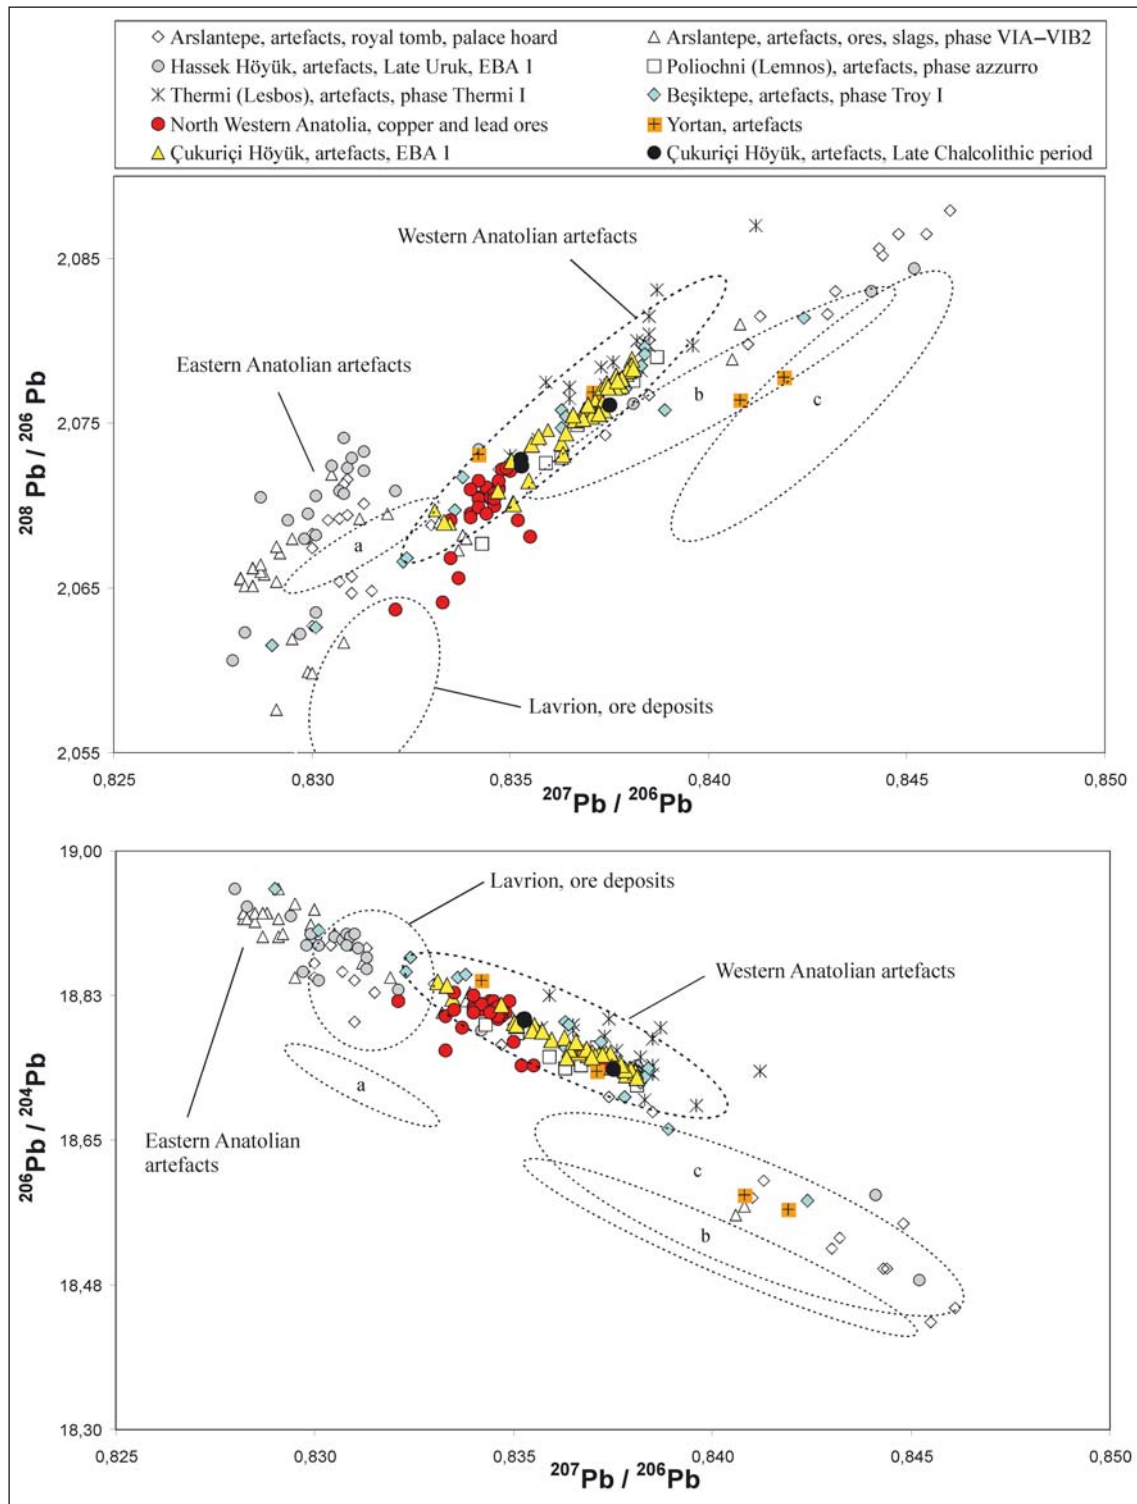 Arslantepe, artefacts, royal tomb, palace hoard
Arslantepe, artefacts, ores, slags, phase VIA–VIB2
Hassek Höyük, artefacts, Late Uruk, EBA 1
Poliochni (Lemnos), artefacts, phase azzurro
Thermi (Lesbos), artefacts, phase Thermi I
Beşiktepe, artefacts, phase Troy I
North Western Anatolia, copper and lead ores
Yortan, artefacts
Çukuriçi Höyük, artefacts, EBA 1
Çukuriçi Höyük, artefacts, Late Chalcolithic period
2,085
2,075
2,065
2,055
208 Pb / 206 Pb
Western Anatolian artefacts
Eastern Anatolian artefacts
a
b
c
Lavrion, ore deposits
0,825
0,830
0,835
0,840
0,845
0,850
207Pb / 206Pb
19,00
18,83
18,65
18,48
18,30
206Pb / 204Pb
Lavrion, ore deposits
Western Anatolian artefacts
a
Eastern Anatolian
artefacts
c
b
0,825
0,830
0,835
0,840
0,845
0,850
207Pb / 206Pb